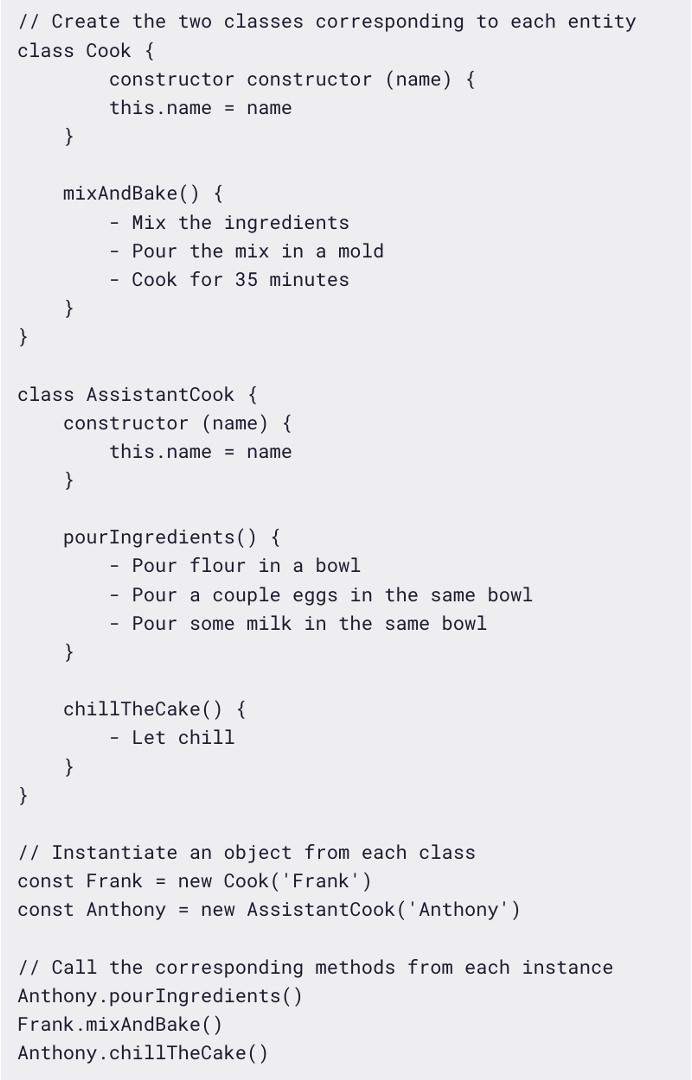 // Create the two classes corresponding to each entity
class Cook {
        constructor constructor (name) {
        this.name = name
    }

    mixAndBake() {
        - Mix the ingredients
        - Pour the mix in a mold
        - Cook for 35 minutes
    }
}

class AssistantCook {
    constructor (name) {
        this.name = name
    }

    pourIngredients() {
        - Pour flour in a bowl
        - Pour a couple eggs in the same bowl
        - Pour some milk in the same bowl
    }

    chillTheCake() {
        - Let chill
    }
}

// Instantiate an object from each class
const Frank = new Cook('Frank')
const Anthony = new AssistantCook('Anthony')

// Call the corresponding methods from each instance
Anthony.pourIngredients()
Frank.mixAndBake()
Anthony.chillTheCake()